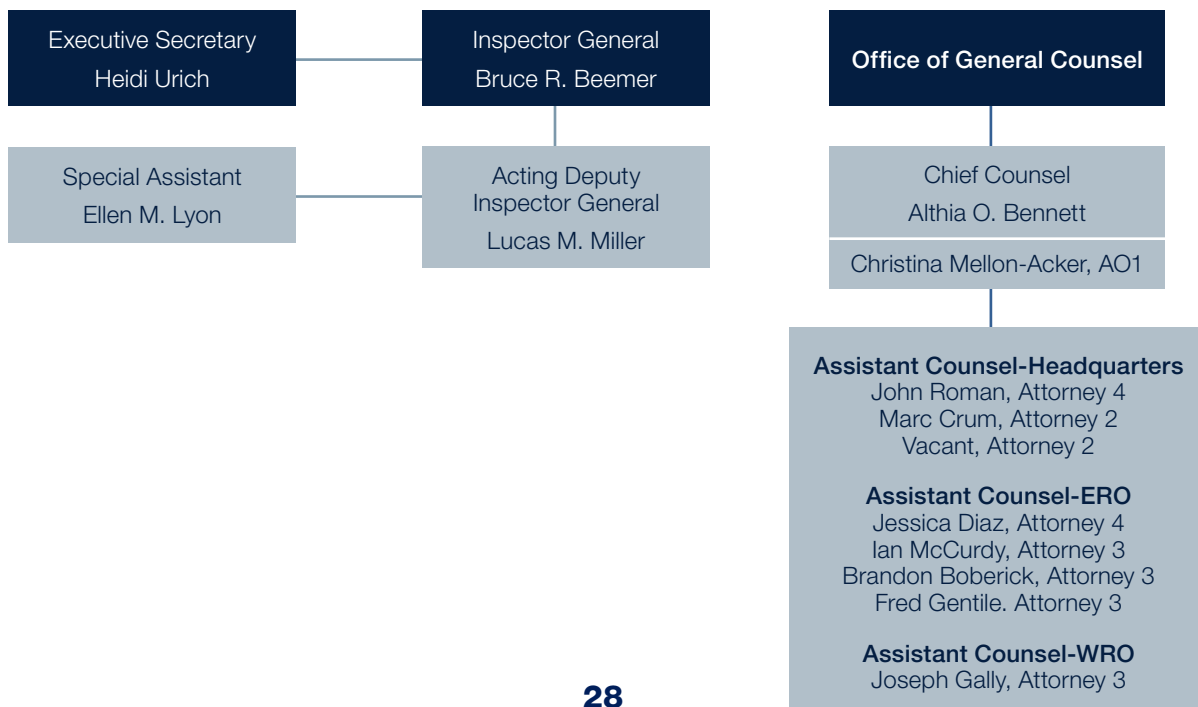 Executive Secretary
Heidi Urich
Inspector General
Bruce R. Beemer
Special Assistant
Ellen M. Lyon
Acting Deputy
Inspector General
Lucas M. Miller
Office of General Counsel
Chief Counsel
Althia O. Bennett
Christina Mellon-Acker, AO1
Assistant Counsel-Headquarters
John Roman, Attorney 4
Marc Crum, Attorney 2
Vacant, Attorney 2
Assistant Counsel-ERO
Jessica Diaz, Attorney 4
Ian McCurdy, Attorney 3
Brandon Boberick, Attorney 3
Fred Gentile. Attorney 3
Assistant Counsel-WRO
Joseph Gally, Attorney 3
28